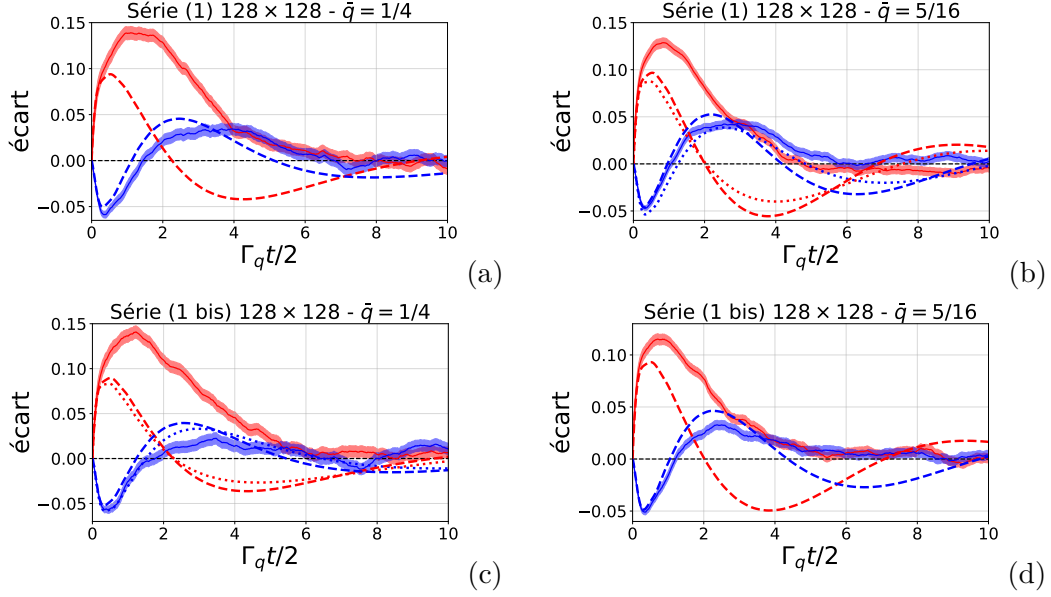 Série (1) 128 × 128 - q̄ = 1/4
0.15
0.10
0.05
0.00
−0.05
écart
0 2 4 6 8 10
Γ_q t/2
(a)
Série (1) 128 × 128 - q̄ = 5/16
0.15
0.10
0.05
0.00
−0.05
écart
0 2 4 6 8 10
Γ_q t/2
(b)
Série (1 bis) 128 × 128 - q̄ = 1/4
0.15
0.10
0.05
0.00
−0.05
écart
0 2 4 6 8 10
Γ_q t/2
(c)
Série (1 bis) 128 × 128 - q̄ = 5/16
0.10
0.05
0.00
−0.05
écart
0 2 4 6 8 10
Γ_q t/2
(d)